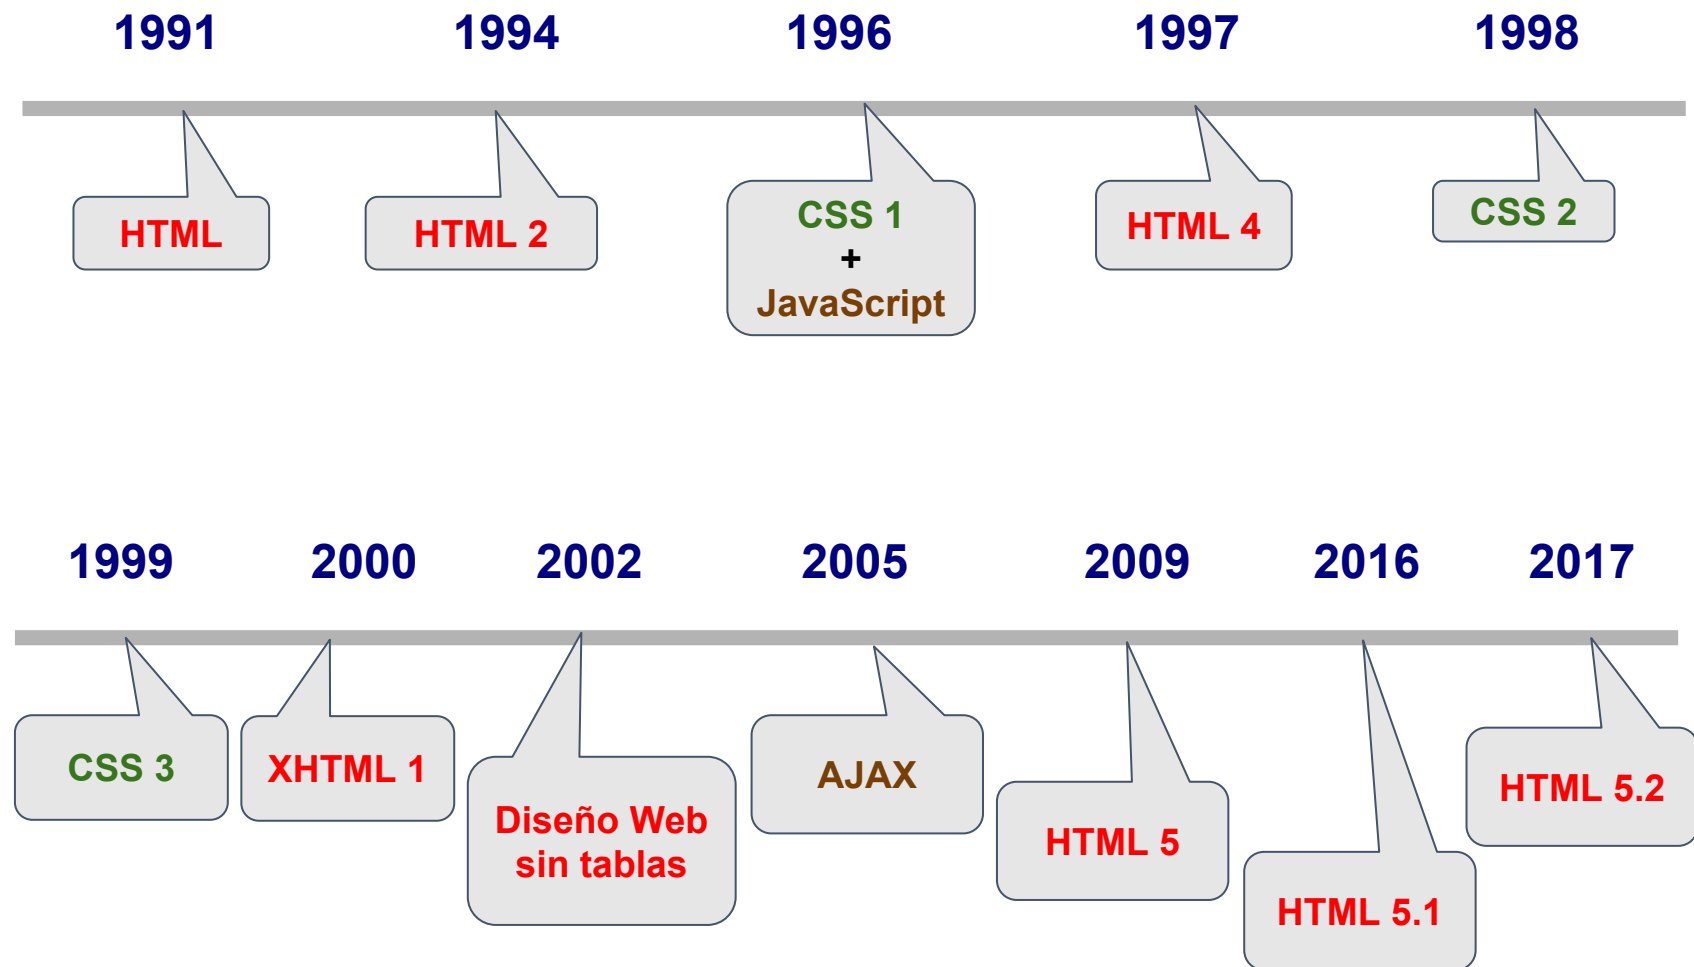 1991 1994 1996 1997 1998
HTML
HTML 2
CSS 1
+
JavaScript
HTML 4
CSS 2
1999 2000 2002 2005 2009 2016 2017
CSS 3
XHTML 1
Diseño Web
sin tablas
AJAX
HTML 5
HTML 5.1
HTML 5.2